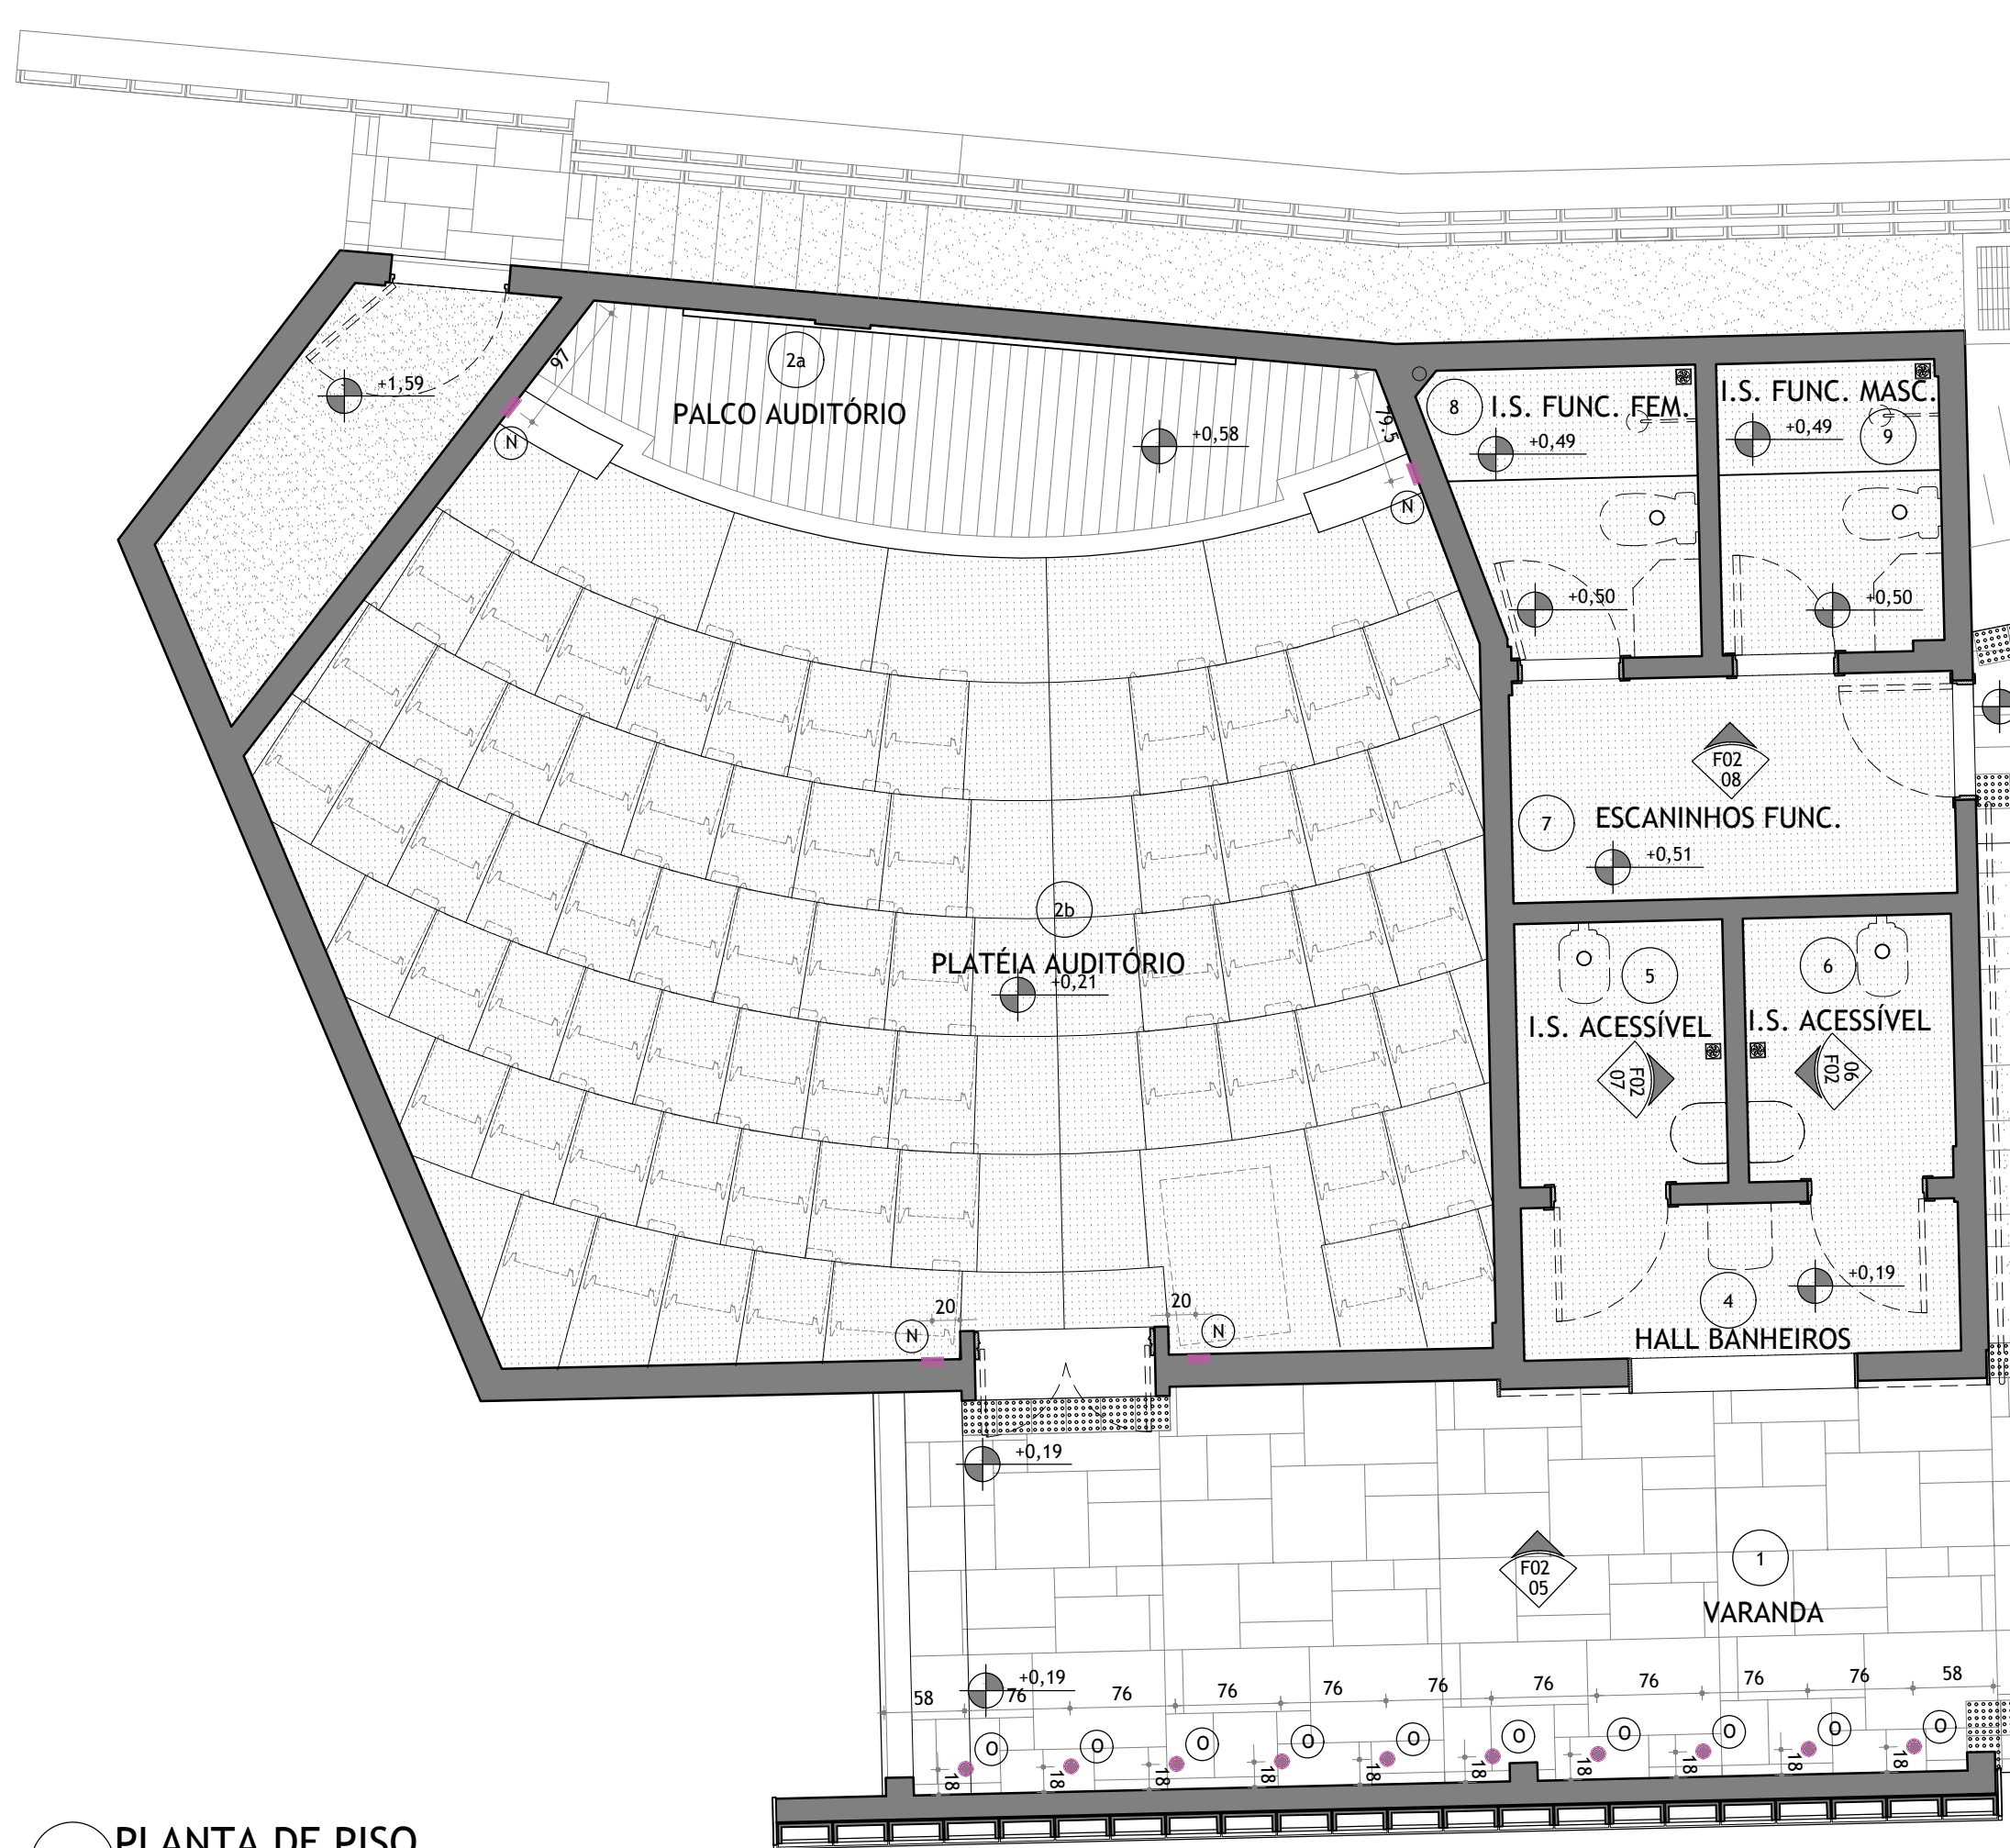 97
2a
+1,59
PALCO AUDITÓRIO
+0,58
79.5
N
N
8
I.S. FUNC. FEM.
+0,49
I.S. FUNC. MASC.
+0,49
9
+0,50
+0,50
F02
08
7
ESCANINHOS FUNC.
+0,51
2b
PLATÉIA AUDITÓRIO
+0,21
5
6
I.S. ACESSÍVEL
I.S. ACESSÍVEL
F02
07
06
F02
+0,19
4
HALL BANHEIROS
20
20
N
N
+0,19
F02
05
1
VARANDA
+0,19
58
76
76
76
76
76
76
76
76
76
58
O
O
O
O
O
O
O
O
O
O
18
18
18
18
18
18
18
18
18
18
PLANTA DE PISO